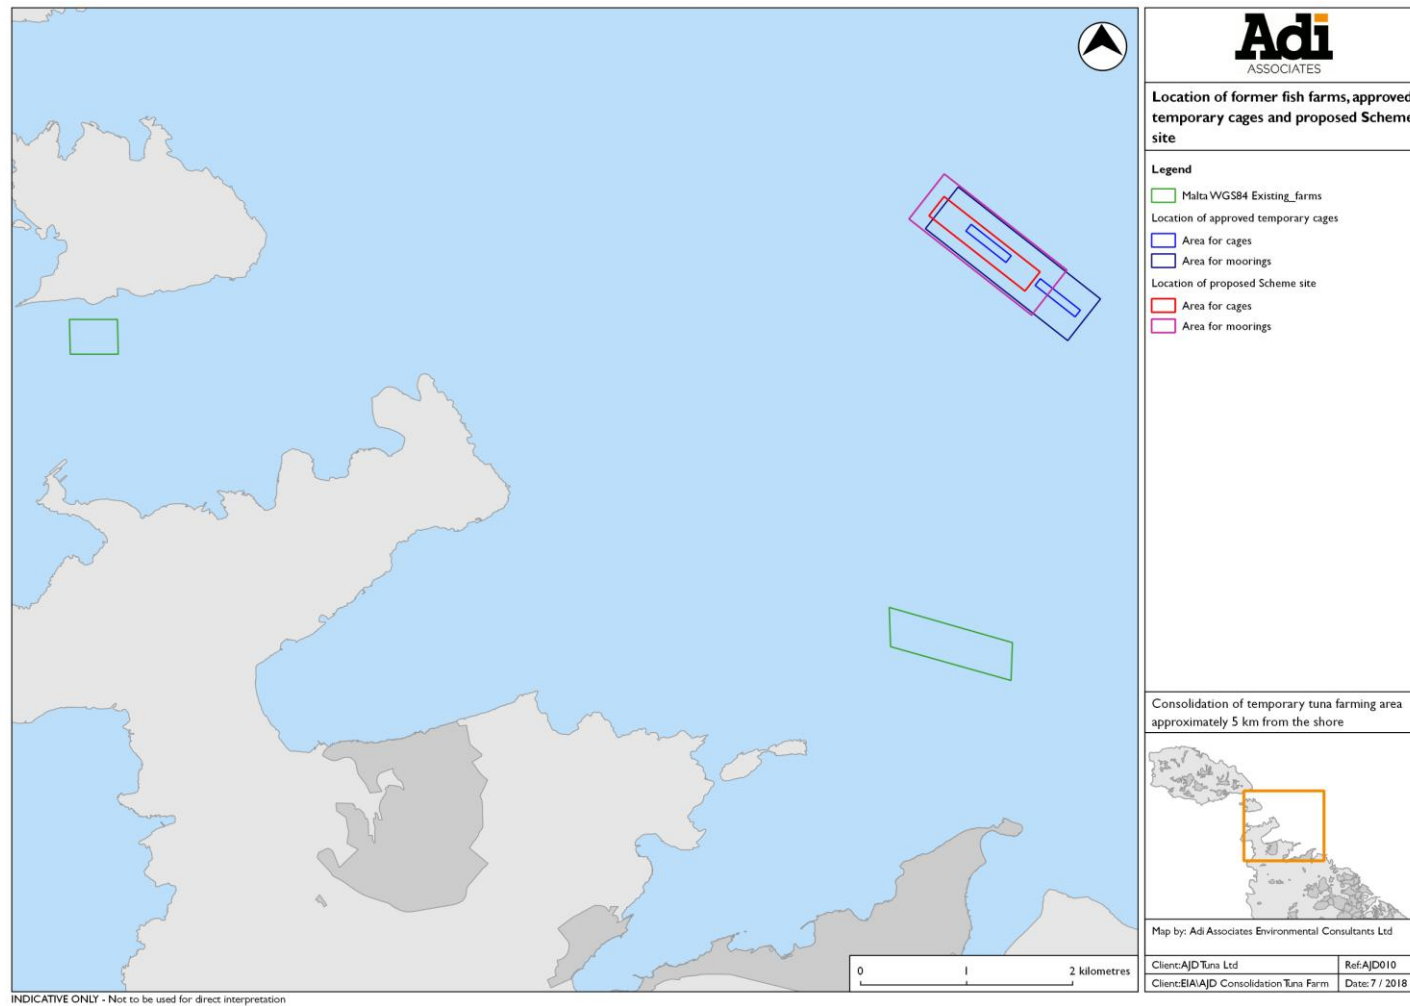 Adi
ASSOCIATES
Location of former fish farms, approved
temporary cages and proposed Scheme
site
Legend
Malta WGS84 Existing_farms
Location of approved temporary cages
Area for cages
Area for moorings
Location of proposed Scheme site
Area for cages
Area for moorings
Consolidation of temporary tuna farming area
approximately 5 km from the shore
Map by: Adi Associates Environmental Consultants Ltd
Client:AJD Tuna Ltd Ref:AJD010
Client:EIA\AJD Consolidation Tuna Farm Date: 7 / 2018
0 1 2 kilometres
INDICATIVE ONLY - Not to be used for direct interpretation